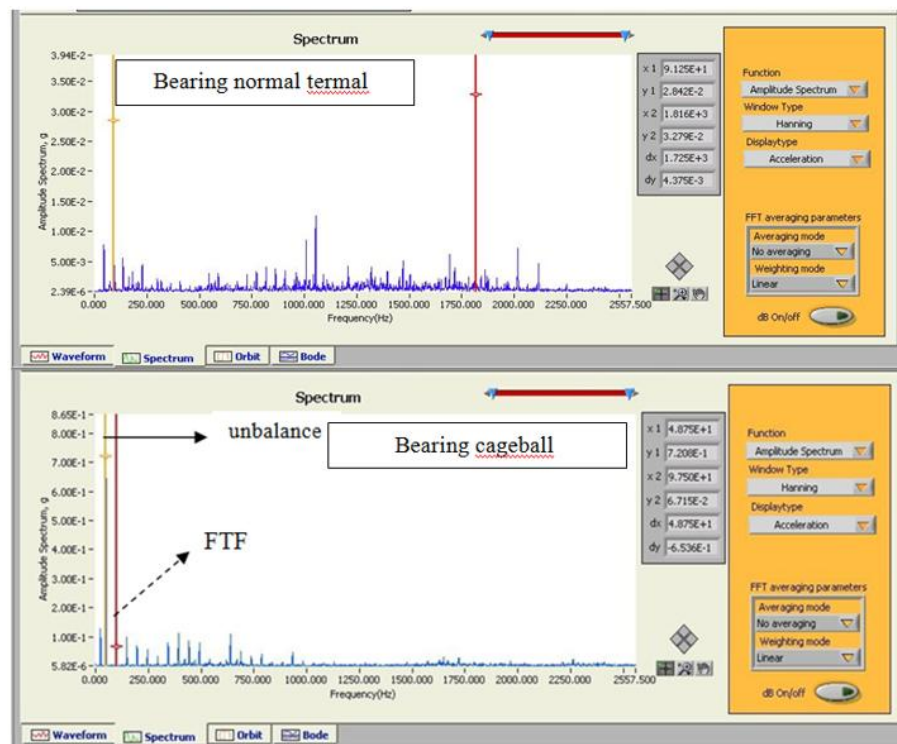 Spectrum
3.94E-2
3.50E-2
3.00E-2
2.50E-2
2.00E-2
1.50E-2
1.00E-2
5.00E-3
2.39E-6
Amplitude Spectrum, g
Bearing normal termal
0.000 250.000 500.000 750.000 1000.000 1250.000 1500.000 1750.000 2000.000 2250.000 2557.500
Frequency(Hz)
x 1 9.125E+1
y 1 2.842E-2
x 2 1.816E+3
y 2 3.279E-2
dx 1.725E+3
dy 4.375E-3
Function
Amplitude Spectrum
Window Type
Hanning
Displaytype
Acceleration
FFT averaging parameters
Averaging mode
No averaging
Weighting mode
Linear
dB On/off
Waveform Spectrum Orbit Bode
Spectrum
8.65E-1
8.00E-1
7.00E-1
6.00E-1
5.00E-1
4.00E-1
3.00E-1
2.00E-1
1.00E-1
5.82E-6
Amplitude Spectrum, g
unbalance
Bearing cageball
FTF
0.000 250.000 500.000 750.000 1000.000 1250.000 1500.000 1750.000 2000.000 2250.000 2557.500
Frequency(Hz)
x 1 4.875E+1
y 1 7.208E-1
x 2 9.750E+1
y 2 6.715E-2
dx 4.875E+1
dy -6.536E-1
Function
Amplitude Spectrum
Window Type
Hanning
Displaytype
Acceleration
FFT averaging parameters
Averaging mode
No averaging
Weighting mode
Linear
dB On/off
Waveform Spectrum Orbit Bode